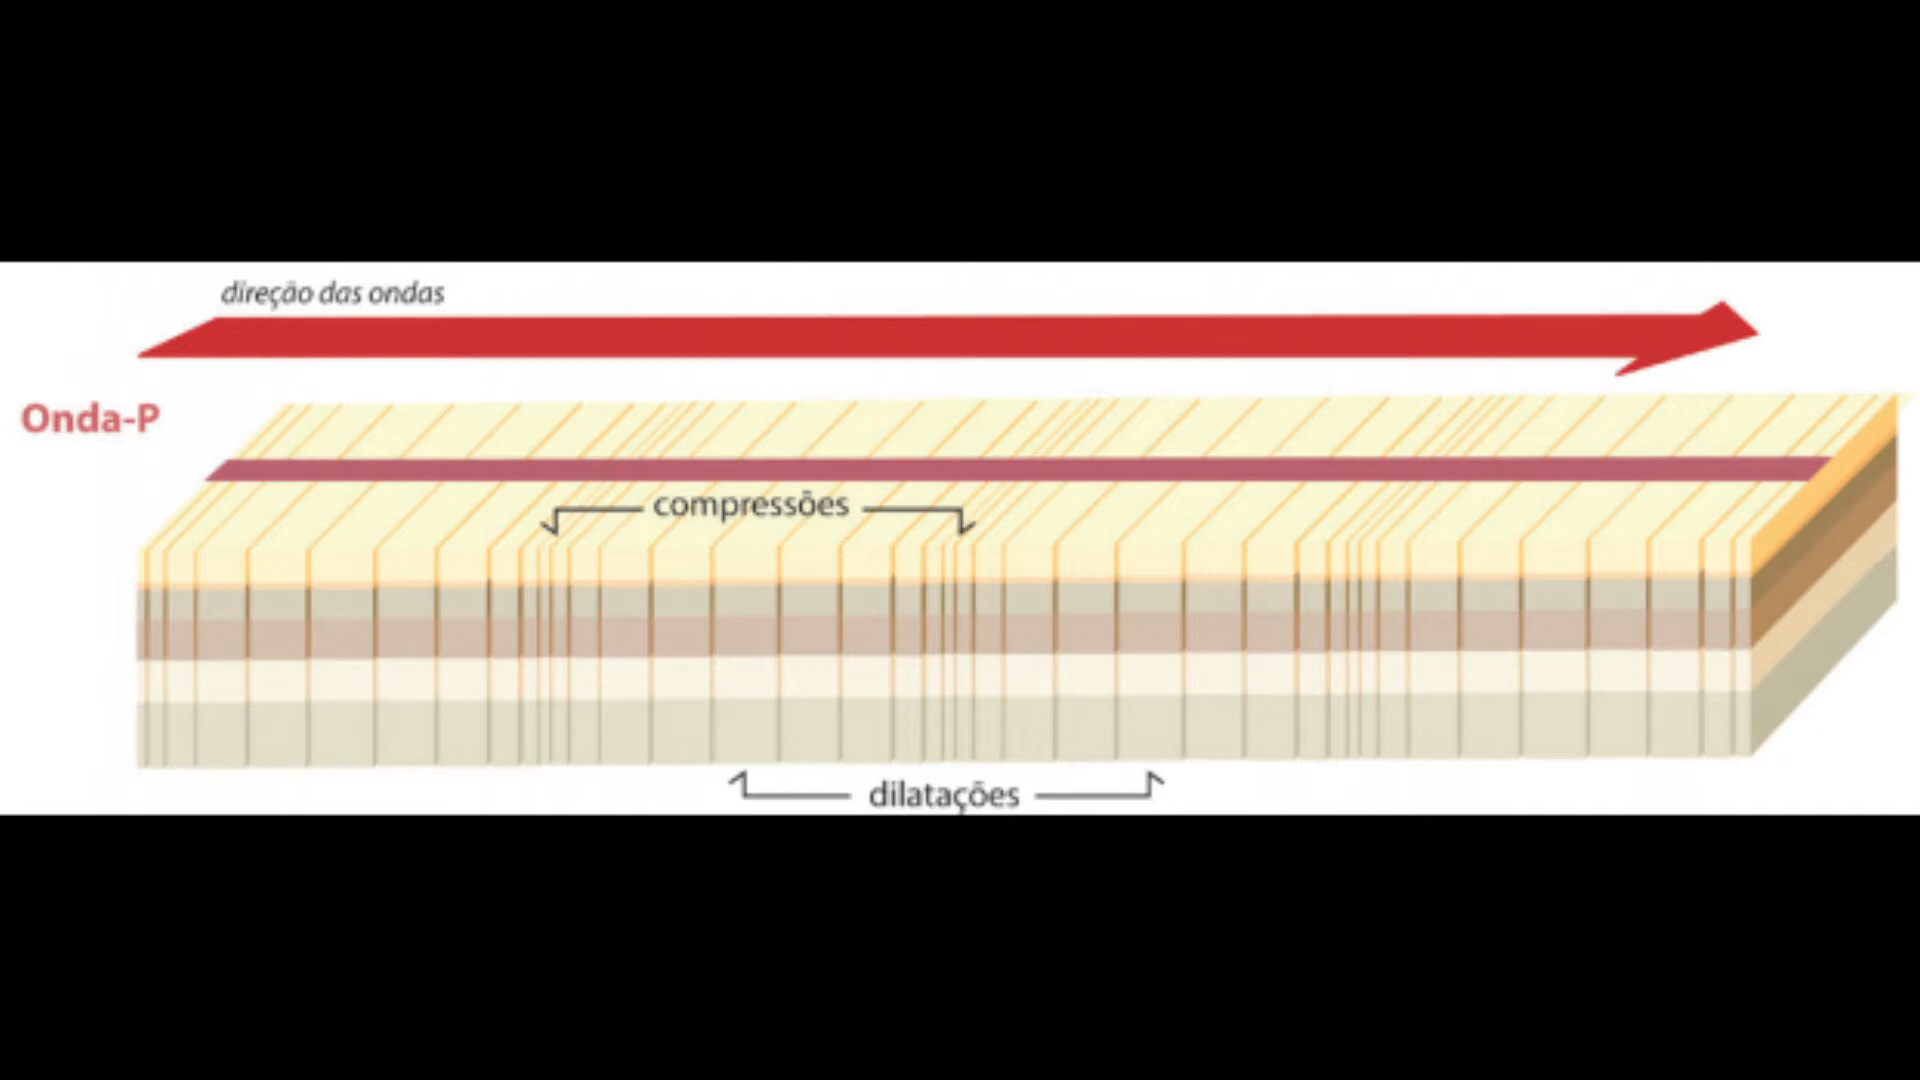 direção das ondas
Onda-P
compressões
dilatações